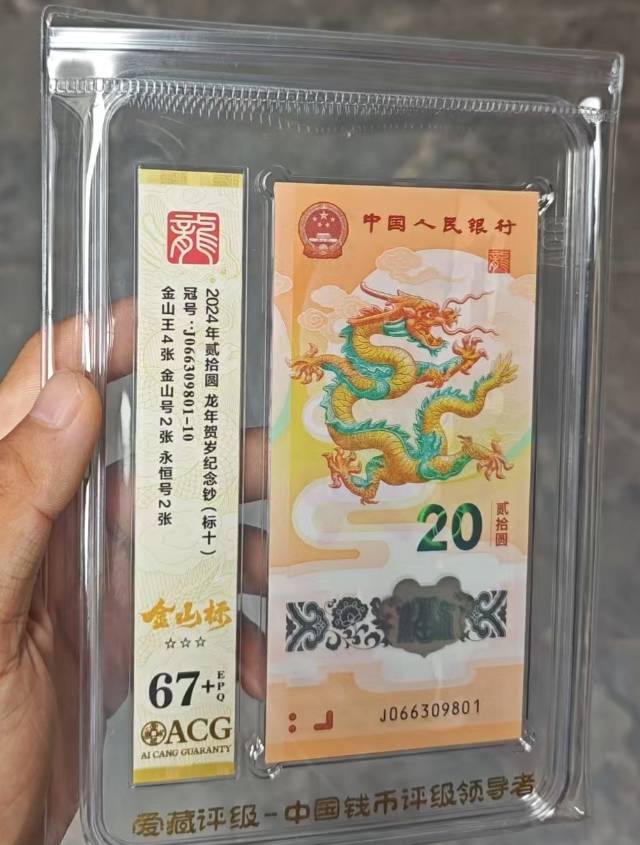 龍
2024年贰拾圆 龙年贺岁纪念钞（标十）
冠号：J066309801-10
金山王4张 金山号2张 永恒号2张
金山标
67+EPQ
ACG
AI CANG GUARANTY
中国人民银行
龍
20
贰拾圆
J066309801
爱藏评级-中国钱币评级领导者